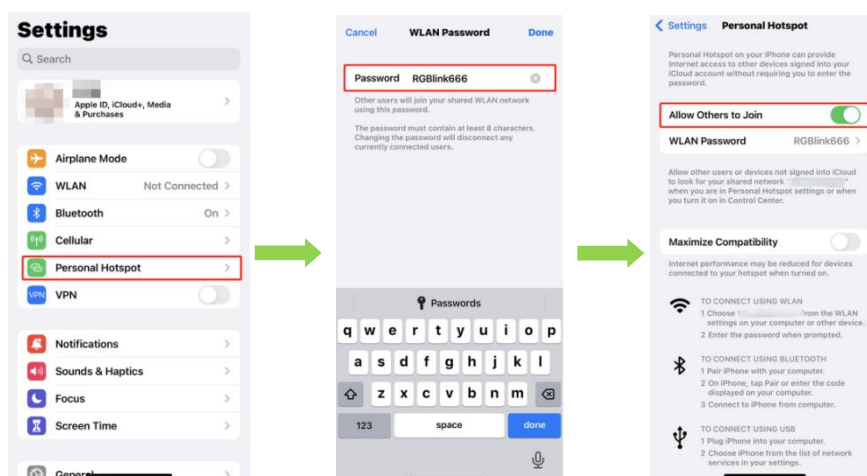 Settings
Search
Apple ID, iCloud+, Media
& Purchases
Airplane Mode
WLAN Not Connected
Bluetooth On
Cellular
Personal Hotspot
VPN VPN
Notifications
Sounds & Haptics
Focus
Screen Time
General
Cancel WLAN Password Done
Password RGBlink666
Other users will join your shared WLAN network
using this password.
The password must contain at least 8 characters.
Changing the password will disconnect any
currently connected users.
Passwords
q w e r t y u i o p
a s d f g h j k l
z x c v b n m
123 space done
Settings Personal Hotspot
Personal Hotspot on your iPhone can provide
Internet access to other devices signed into your
iCloud account without requiring you to enter the
password.
Allow Others to Join
WLAN Password RGBlink666
Allow other users or devices not signed into iCloud
to look for your shared network "                "
when you are in Personal Hotspot settings or when
you turn it on in Control Center.
Maximize Compatibility
Internet performance may be reduced for devices
connected to your hotspot when turned on.
TO CONNECT USING WLAN
1 Choose from the WLAN
settings on your computer or other device.
2 Enter the password when prompted.
TO CONNECT USING BLUETOOTH
1 Pair iPhone with your computer.
2 On iPhone, tap Pair or enter the code
displayed on your computer.
3 Connect to iPhone from computer.
TO CONNECT USING USB
1 Plug iPhone into your computer.
2 Choose iPhone from the list of network
services in your settings.